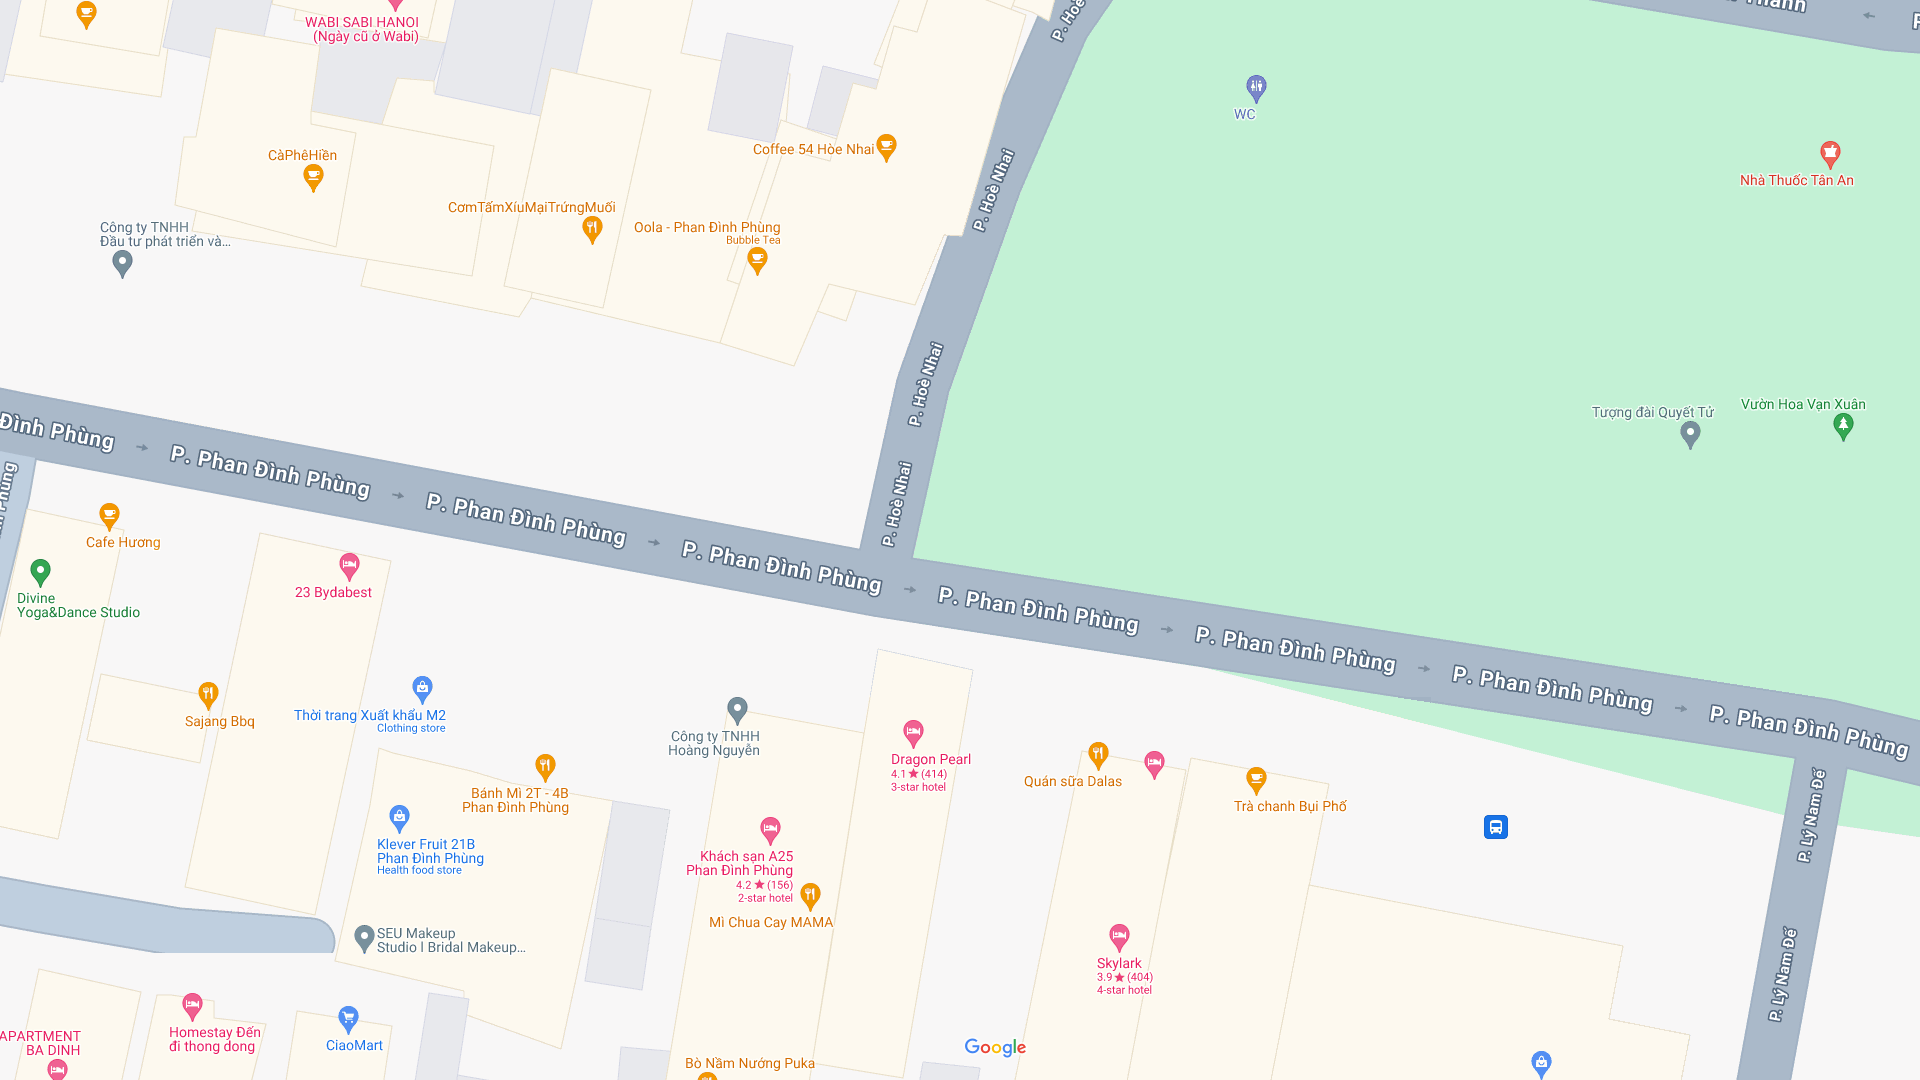 WABI SABI HANOI
(Ngày cũ ở Wabi)
P. Hoè
Thành
WC
CàPhêHiền
Coffee 54 Hòe Nhai
P. Hoè Nhai
Nhà Thuốc Tân An
CơmTấmXíuMạiTrứngMuối
Công ty TNHH
Đầu tư phát triển và...
Oola - Phan Đình Phùng
Bubble Tea
P. Hoè Nhai
Tượng đài Quyết Tử
Vườn Hoa Vạn Xuân
Đình Phùng
P. Phan Đình Phùng
P. Phan Đình Phùng
P. Phan Đình Phùng
P. Hoè Nhai
P. Phan Đình Phùng
P. Phan Đình Phùng
P. Phan Đình Phùng
P. Phan Đình Phùng
Phùng
Cafe Hương
Divine
Yoga&Dance Studio
23 Bydabest
Sajang Bbq
Thời trang Xuất khẩu M2
Clothing store
Công ty TNHH
Hoàng Nguyễn
Dragon Pearl
4.1★(414)
3-star hotel
Quán sữa Dalas
Trà chanh Bụi Phố
P. Lý Nam Đế
Bánh Mì 2T - 4B
Phan Đình Phùng
Klever Fruit 21B
Phan Đình Phùng
Health food store
Khách sạn A25
Phan Đình Phùng
4.2★(156)
2-star hotel
Mì Chua Cay MAMA
SEU Makeup
Studio l Bridal Makeup...
Skylark
3.9★(404)
4-star hotel
P. Lý Nam Đế
APARTMENT
BA DINH
Homestay Đến
đi thong dong
CiaoMart
Bò Nầm Nướng Puka
Google